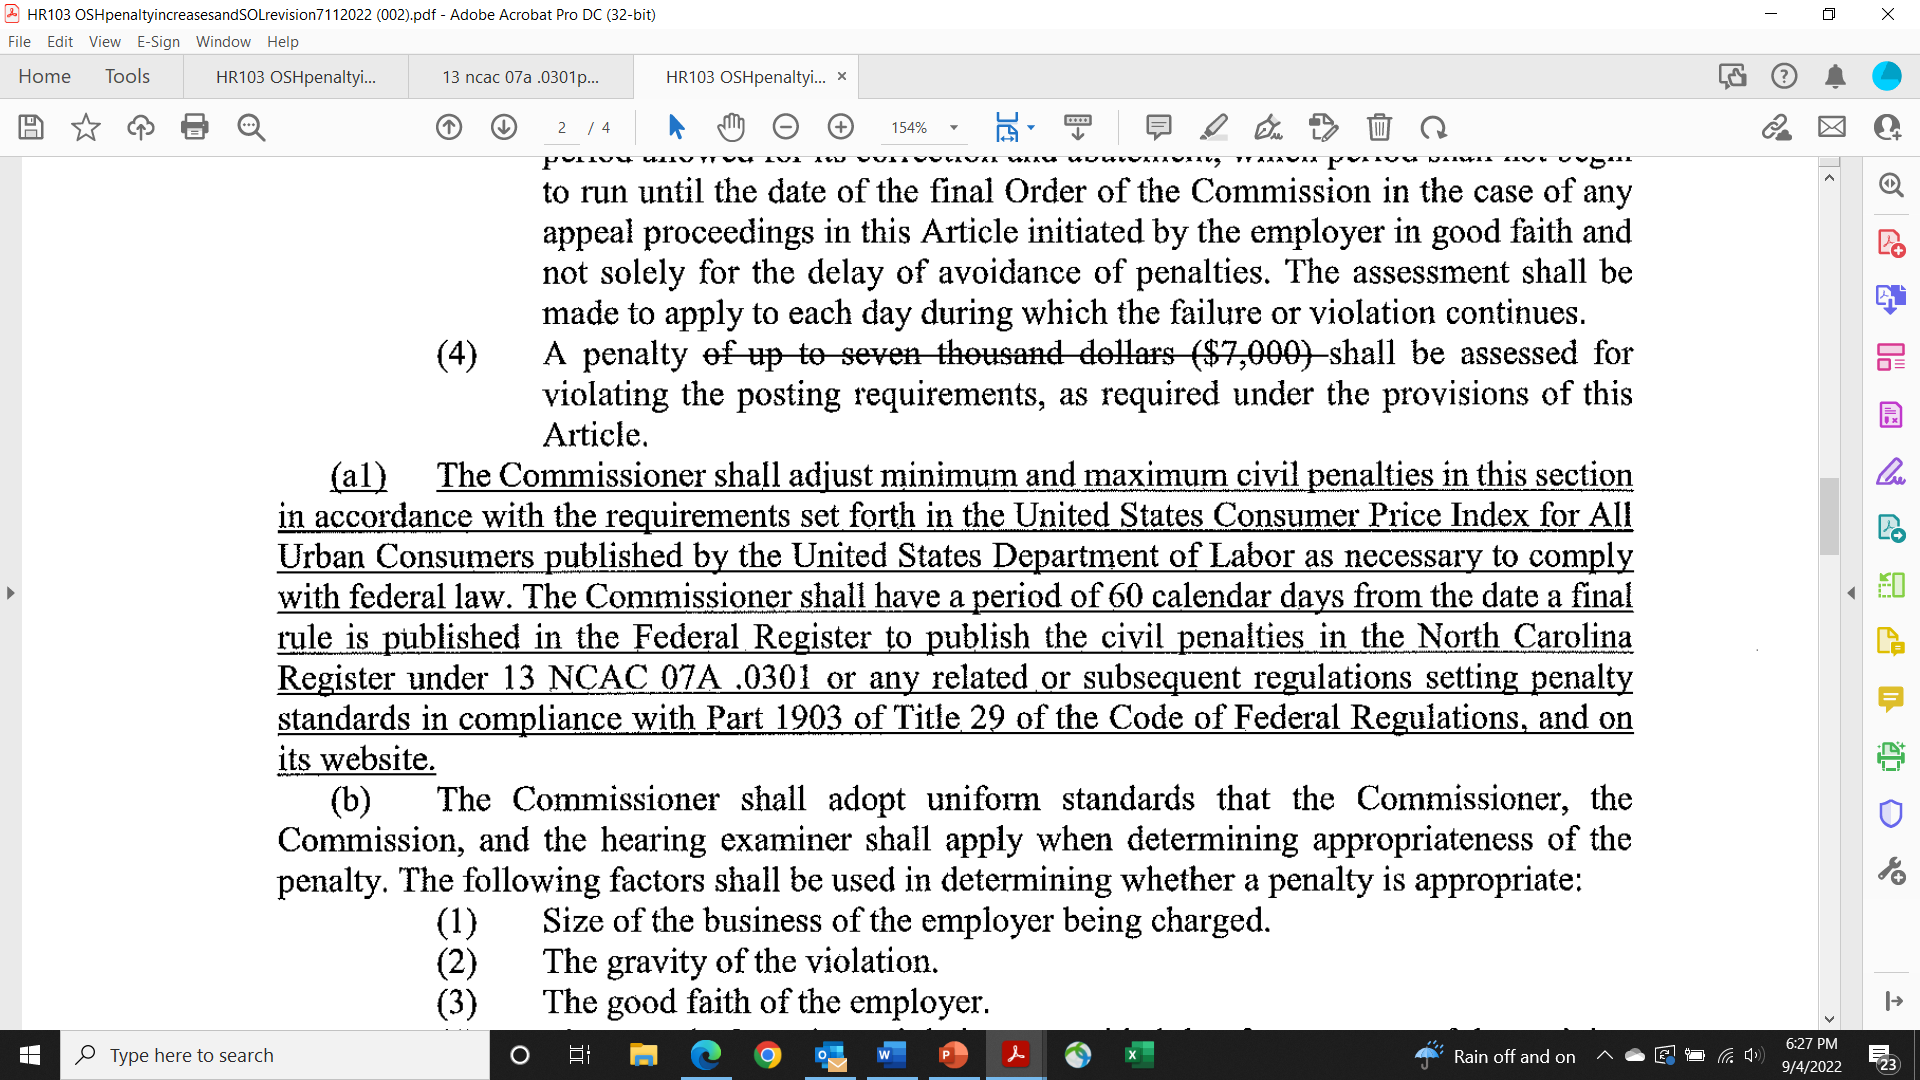 HR103 OSHpenaltyincreasesandSOLrevision7112022 (002).pdf - Adobe Acrobat Pro DC (32-bit)
File Edit View E-Sign Window Help
Home Tools HR103 OSHpenaltyi... 13 ncac 07a .0301p... HR103 OSHpenaltyi... ×
2 / 4 154%
period allowed for its correction and abatement, which period shall not begin
to run until the date of the final Order of the Commission in the case of any
appeal proceedings in this Article initiated by the employer in good faith and
not solely for the delay of avoidance of penalties. The assessment shall be
made to apply to each day during which the failure or violation continues.
(4) A penalty of up to seven thousand dollars ($7,000) shall be assessed for
violating the posting requirements, as required under the provisions of this
Article.
(a1) The Commissioner shall adjust minimum and maximum civil penalties in this section
in accordance with the requirements set forth in the United States Consumer Price Index for All
Urban Consumers published by the United States Department of Labor as necessary to comply
with federal law. The Commissioner shall have a period of 60 calendar days from the date a final
rule is published in the Federal Register to publish the civil penalties in the North Carolina
Register under 13 NCAC 07A .0301 or any related or subsequent regulations setting penalty
standards in compliance with Part 1903 of Title 29 of the Code of Federal Regulations, and on
its website.
(b) The Commissioner shall adopt uniform standards that the Commissioner, the
Commission, and the hearing examiner shall apply when determining appropriateness of the
penalty. The following factors shall be used in determining whether a penalty is appropriate:
(1) Size of the business of the employer being charged.
(2) The gravity of the violation.
(3) The good faith of the employer.
Type here to search
Rain off and on
6:27 PM
9/4/2022
23